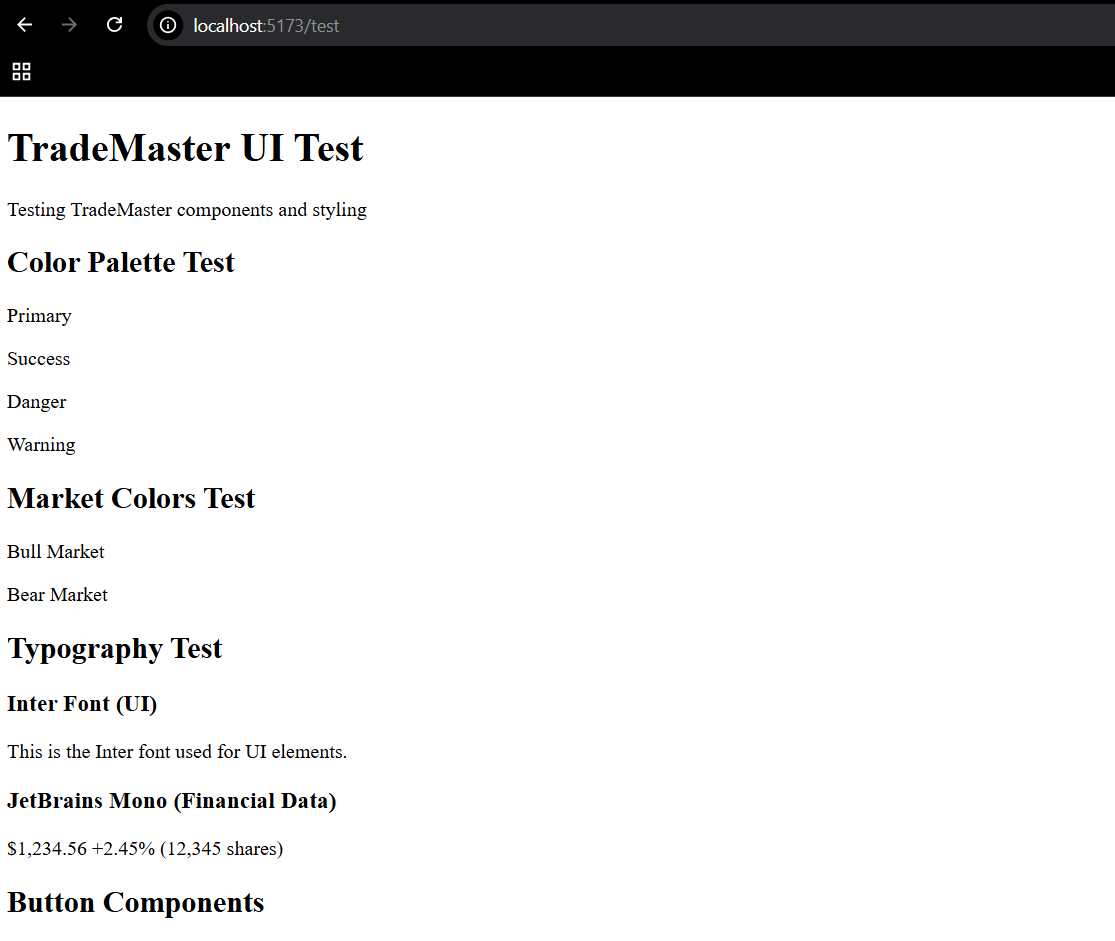 localhost:5173/test
TradeMaster UI Test
Testing TradeMaster components and styling
Color Palette Test
Primary
Success
Danger
Warning
Market Colors Test
Bull Market
Bear Market
Typography Test
Inter Font (UI)
This is the Inter font used for UI elements.
JetBrains Mono (Financial Data)
$1,234.56 +2.45% (12,345 shares)
Button Components